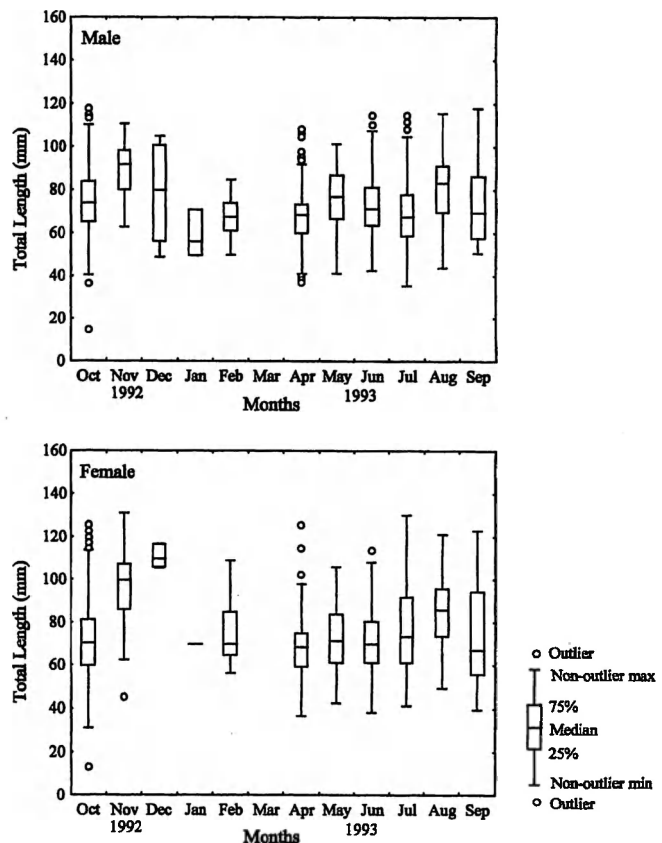 Male
Total Length (mm)
160
140
120
100
80
60
40
20
0
Oct Nov Dec Jan Feb Mar Apr May Jun Jul Aug Sep
1992 1993
Months
Female
Total Length (mm)
160
140
120
100
80
60
40
20
0
Oct Nov Dec Jan Feb Mar Apr May Jun Jul Aug Sep
1992 1993
Months
Outlier
Non-outlier max
75%
Median
25%
Non-outlier min
Outlier